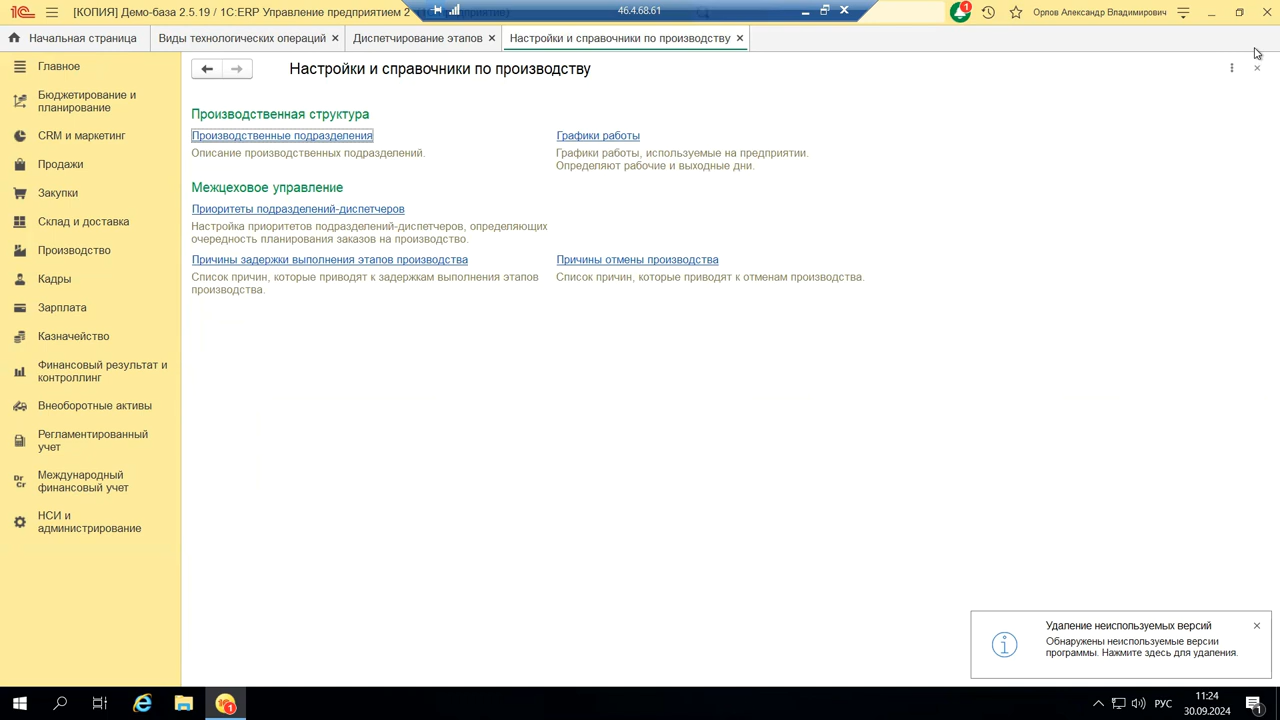 [КОПИЯ] Демо-база 2.5.19 / 1С:ERP Управление предприятием 2
46.4.68.61
1
Орлов Александр Владимирович
Начальная страница
Виды технологических операций
Диспетчирование этапов
Настройки и справочники по производству
Главное
Бюджетирование и
планирование
CRM и маркетинг
Продажи
Закупки
Склад и доставка
Производство
Кадры
Зарплата
Казначейство
Финансовый результат и
контроллинг
Внеоборотные активы
Регламентированный
учет
Dr
Cr
Международный
финансовый учет
НСИ и
администрирование
Настройки и справочники по производству
Производственная структура
Производственные подразделения
Описание производственных подразделений.
Графики работы
Графики работы, используемые на предприятии.
Определяют рабочие и выходные дни.
Межцеховое управление
Приоритеты подразделений-диспетчеров
Настройка приоритетов подразделений-диспетчеров, определяющих
очередность планирования заказов на производство.
Причины задержки выполнения этапов производства
Список причин, которые приводят к задержкам выполнения этапов
производства.
Причины отмены производства
Список причин, которые приводят к отменам производства.
Удаление неиспользуемых версий
Обнаружены неиспользуемые версии
программы. Нажмите здесь для удаления.
1
РУС
11:24
30.09.2024
1